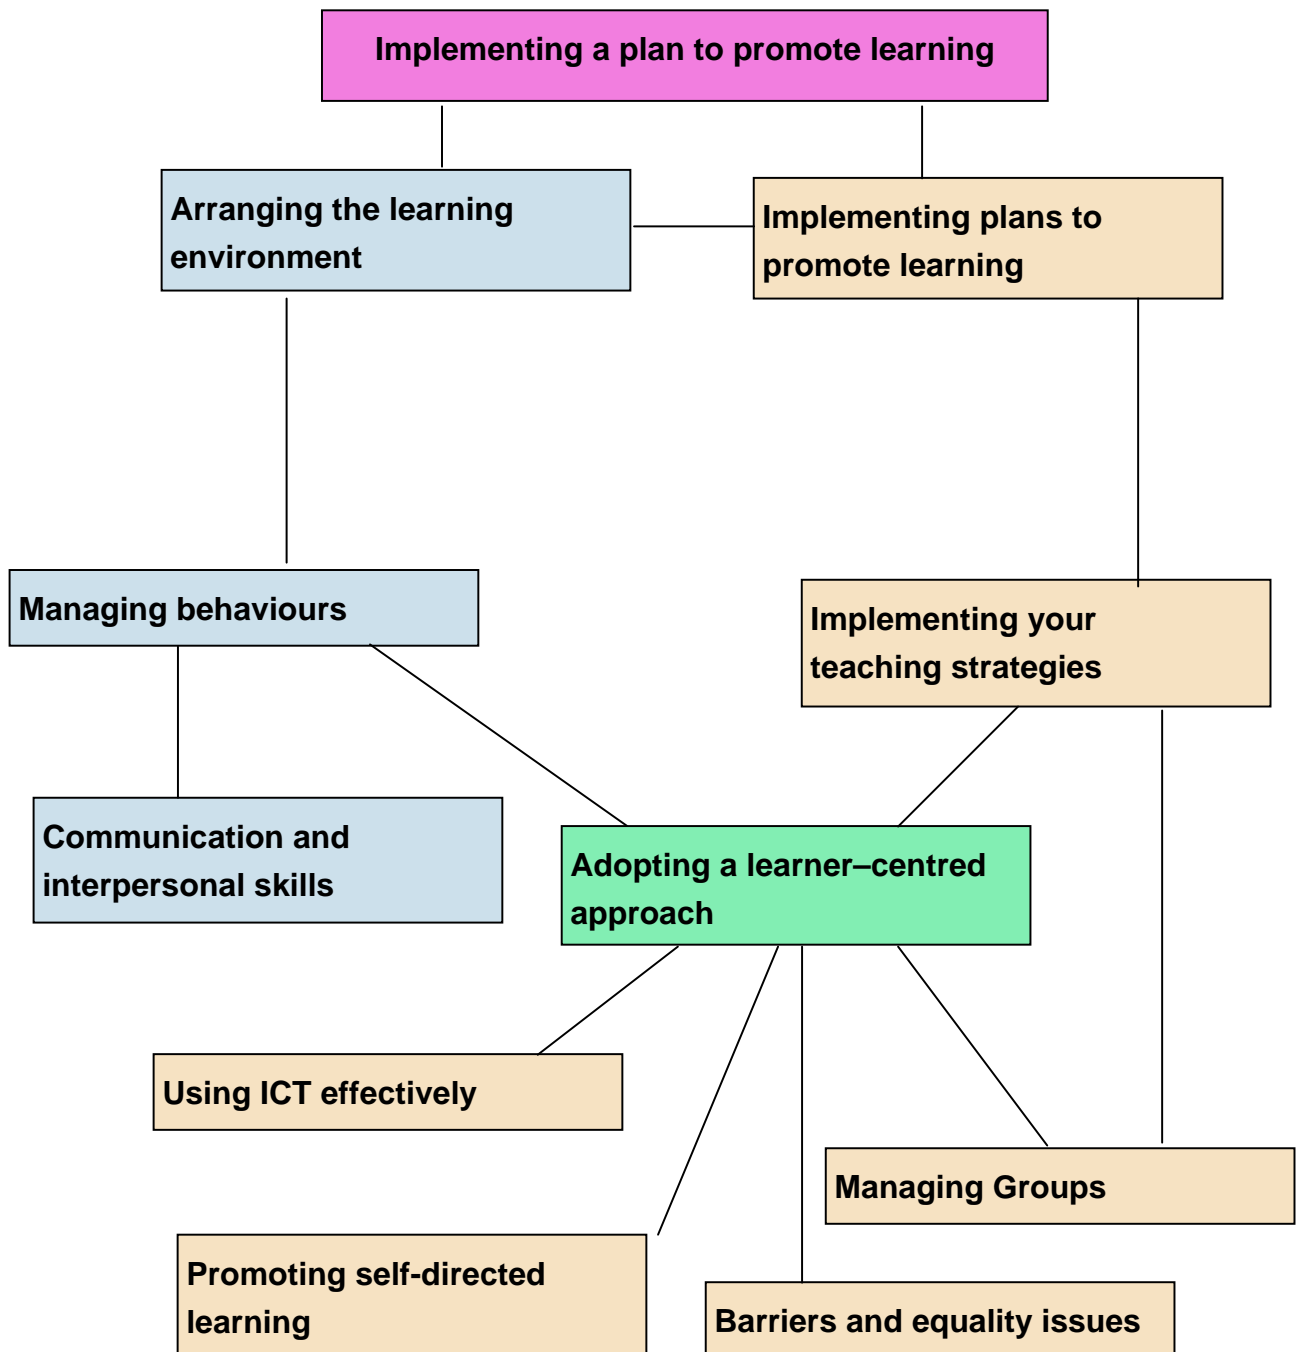 Implementing a plan to promote learning
Arranging the learning
environment
Implementing plans to
promote learning
Managing behaviours
Implementing your
teaching strategies
Communication and
interpersonal skills
Adopting a learner–centred
approach
Using ICT effectively
Managing Groups
Promoting self-directed
learning
Barriers and equality issues